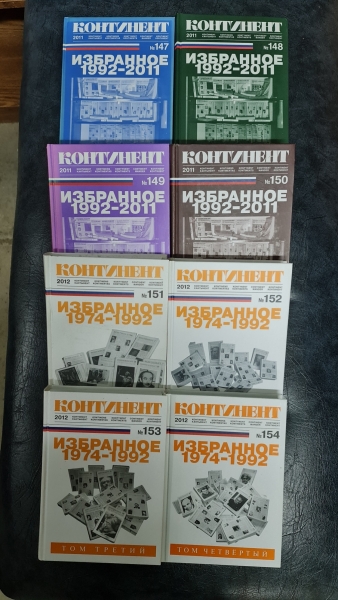 КОНТИНЕНТ
2011
№147
ИЗБРАННОЕ
1992-2011
КОНТИНЕНТ
2011
№148
ИЗБРАННОЕ
1992-2011
КОНТИНЕНТ
2011
№149
ИЗБРАННОЕ
1992-2011
КОНТИНЕНТ
2011
№150
ИЗБРАННОЕ
1992-2011
КОНТИНЕНТ
2012
№151
ИЗБРАННОЕ
1974-1992
КОНТИНЕНТ
2012
№152
ИЗБРАННОЕ
1974-1992
КОНТИНЕНТ
2012
№153
ИЗБРАННОЕ
1974-1992
ТОМ ТРЕТИЙ
КОНТИНЕНТ
2012
№154
ИЗБРАННОЕ
1974-1992
ТОМ ЧЕТВЁРТЫЙ